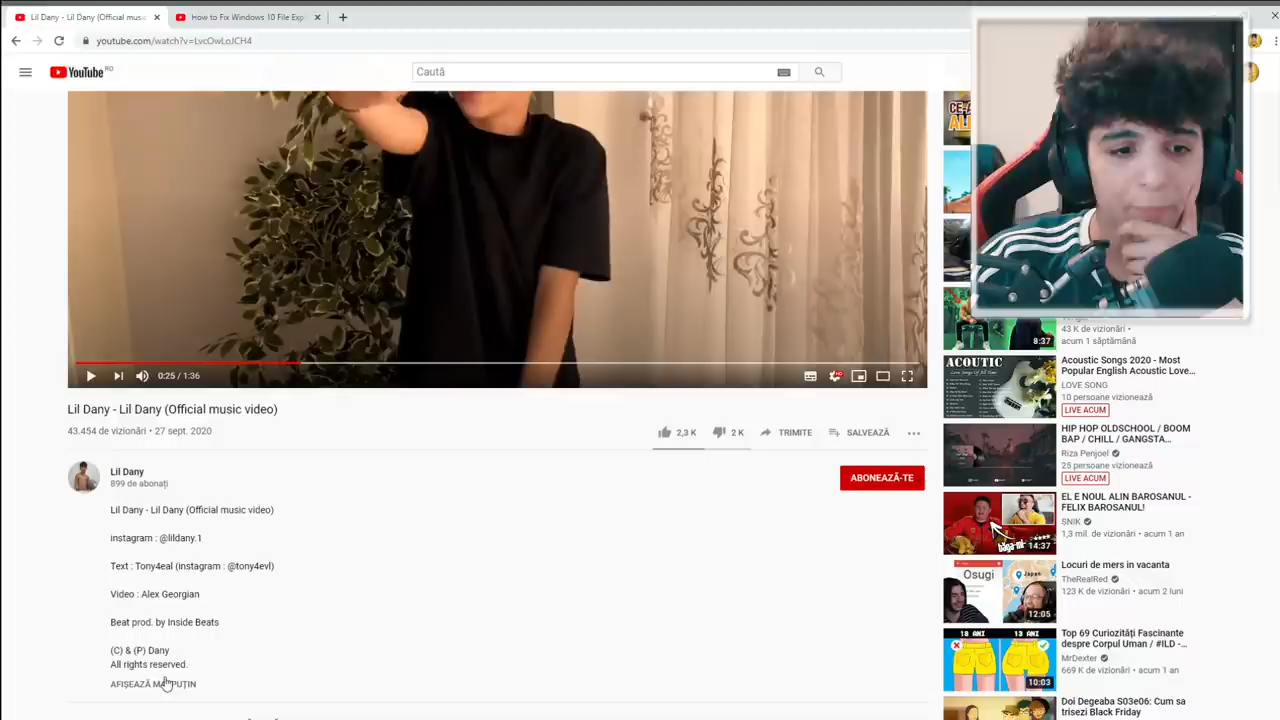 Lil Dany - Lil Dany (Official musi
How to Fix Windows 10 File Exp
youtube.com/watch?v=LvcOwLoJCH4
YouTube RO
Caută
0:25 / 1:36
HD
Lil Dany - Lil Dany (Official music video)
43.454 de vizionări • 27 sept. 2020
2,3 K
2 K
TRIMITE
SALVEAZĂ
Lil Dany
899 de abonați
ABONEAZĂ-TE
Lil Dany - Lil Dany (Official music video)
instagram : @lildany.1
Text : Tony4eal (instagram : @tony4evl)
Video : Alex Georgian
Beat prod. by Inside Beats
(C) & (P) Dany
All rights reserved.
AFIȘEAZĂ MAI PUȚIN
CE-A
8:37
43 K de vizionări •
acum 1 săptămână
ACOUTIC
Acoustic Songs 2020 - Most
Popular English Acoustic Love...
LOVE SONG
10 persoane vizionează
LIVE ACUM
HIP HOP OLDSCHOOL / BOOM
BAP / CHILL / GANGSTA...
Riza Penjoel
25 persoane vizionează
LIVE ACUM
14:37
EL E NOUL ALIN BAROSANUL -
FELIX BAROSANUL!
ȘNIK
1,3 mil. de vizionări • acum 1 an
Osugi
Japan
12:05
Locuri de mers in vacanta
TheRealRed
123 K de vizionări • acum 2 luni
18 ANI
13 ANI
10:03
Top 69 Curiozități Fascinante
despre Corpul Uman / #ILD -...
MrDexter
669 K de vizionări • acum 1 an
Doi Degeaba S03e06: Cum sa
trisezi Black Friday